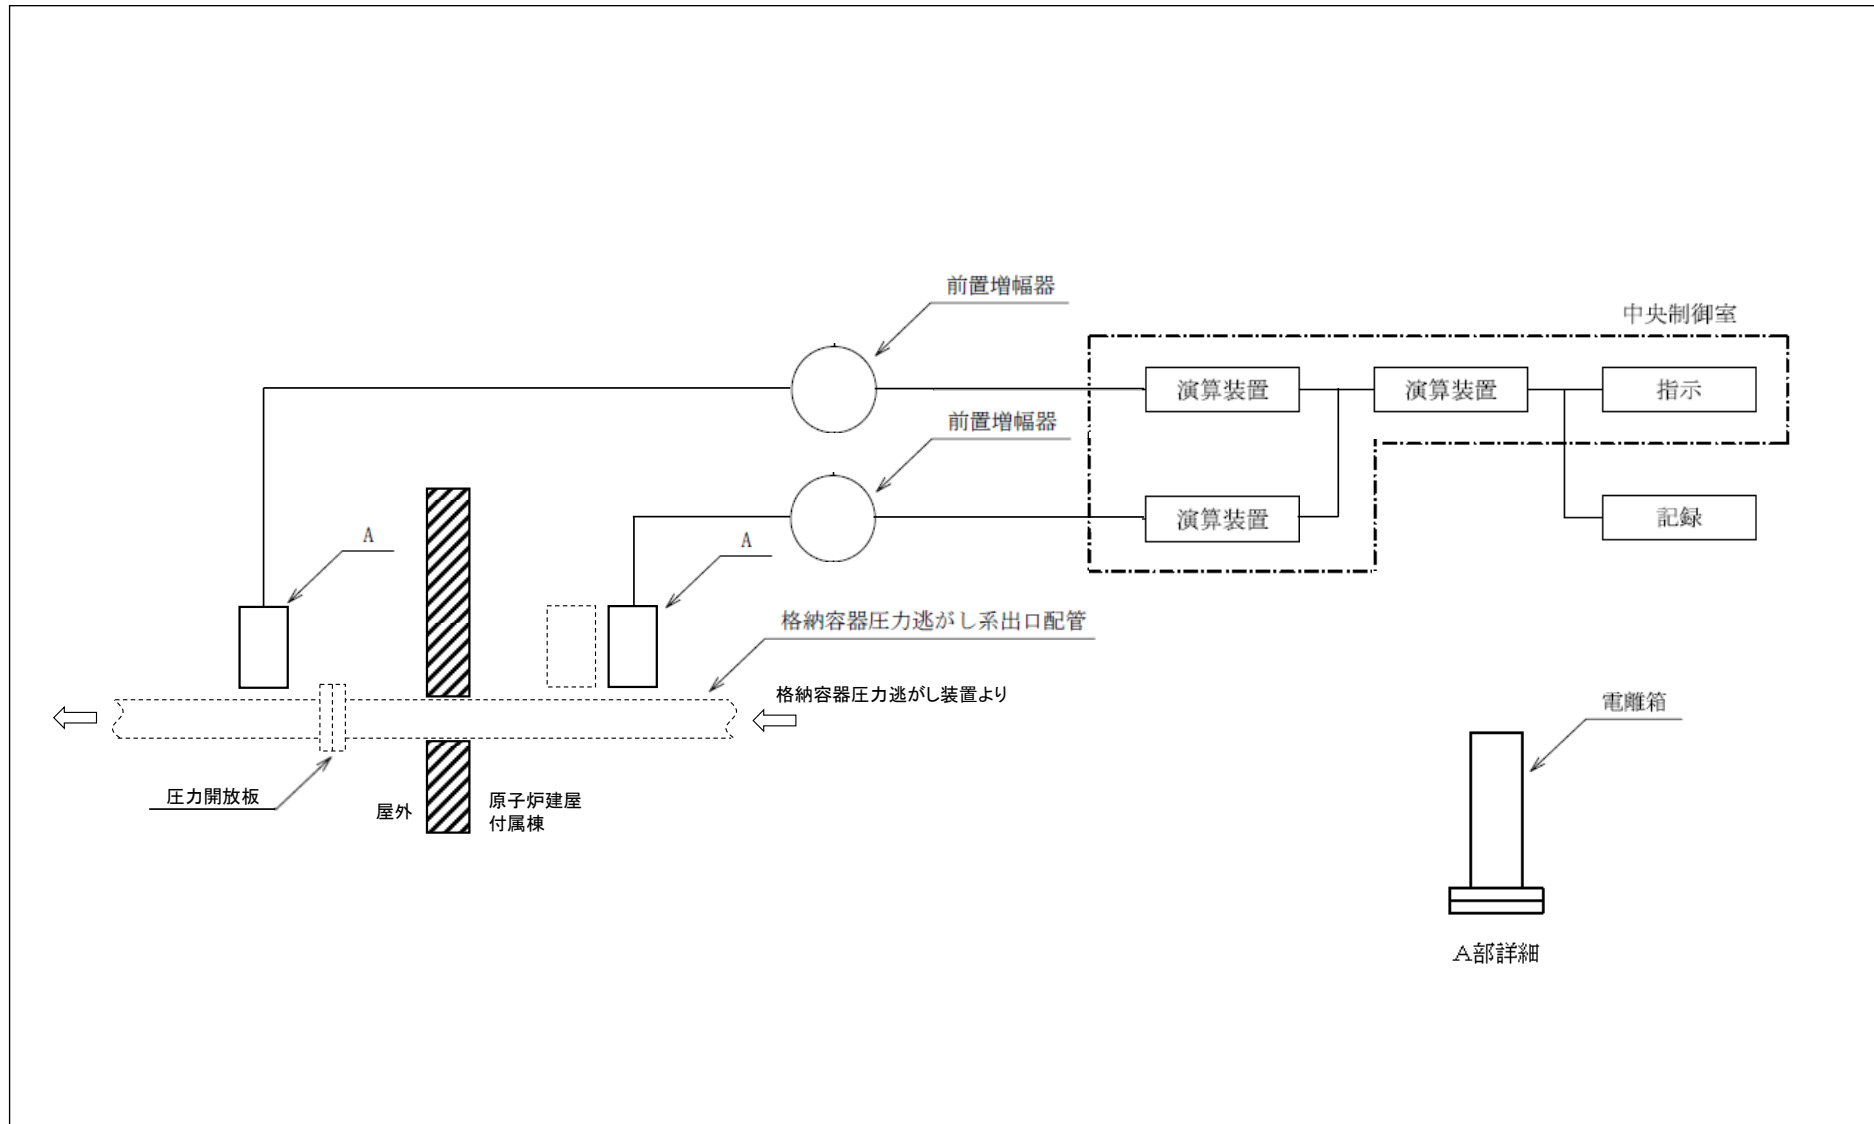 前置増幅器
中央制御室
演算装置
演算装置
指示
前置増幅器
演算装置
記録
A
A
格納容器圧力逃がし系出口配管
格納容器圧力逃がし装置より
電離箱
圧力開放板
屋外
原子炉建屋
付属棟
A部詳細